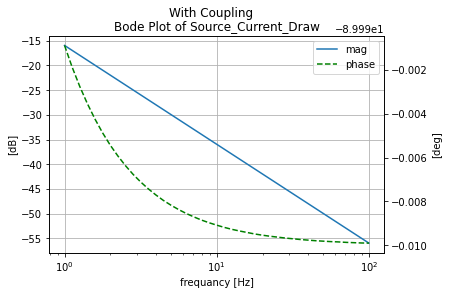 With Coupling
Bode Plot of Source_Current_Draw
−8.999e1
−15
−20
−25
−30
−35
−40
−45
−50
−55
[dB]
mag
phase
−0.002
−0.004
−0.006
−0.008
−0.010
[deg]
10⁰
10¹
10²
frequancy [Hz]